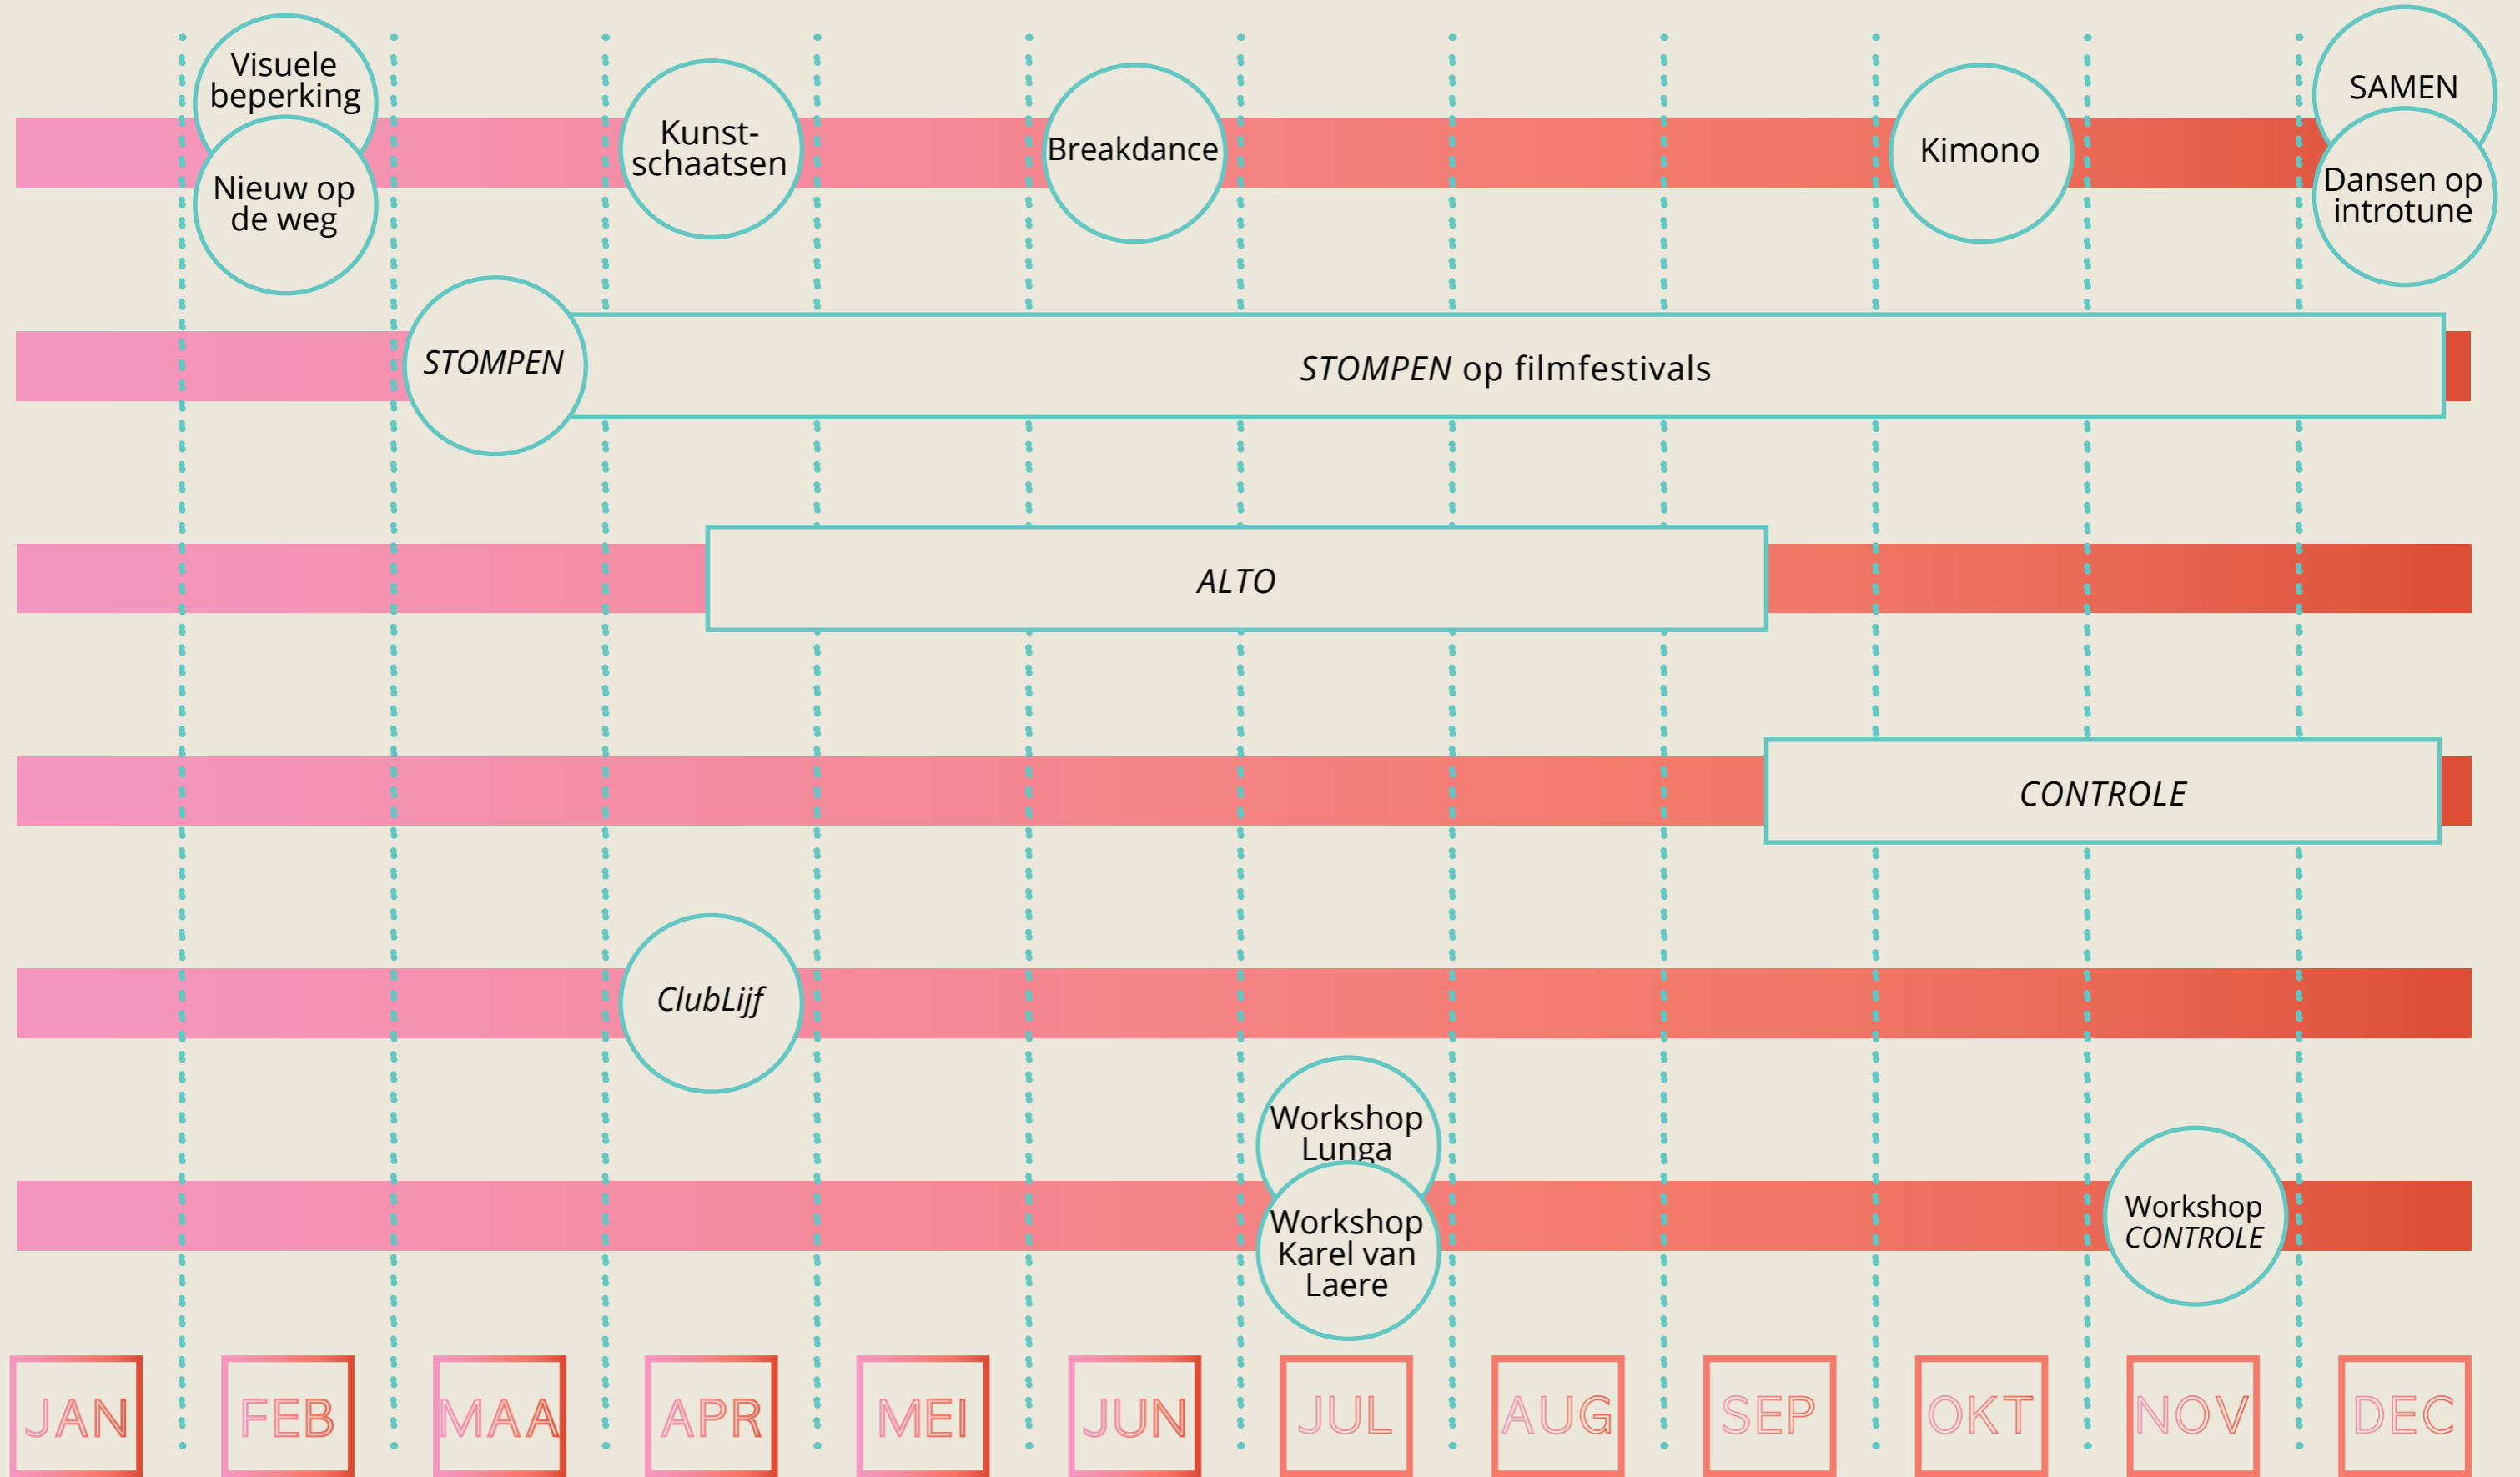 Visuele
beperking
Nieuw op
de weg
Kunst-
schaatsen
Breakdance
Kimono
SAMEN
Dansen op
introtune
STOMPEN
STOMPEN op filmfestivals
ALTO
CONTROLE
ClubLijf
Workshop
Lunga
Workshop
Karel van
Laere
Workshop
CONTROLE
JAN FEB MAA APR MEI JUN JUL AUG SEP OKT NOV DEC